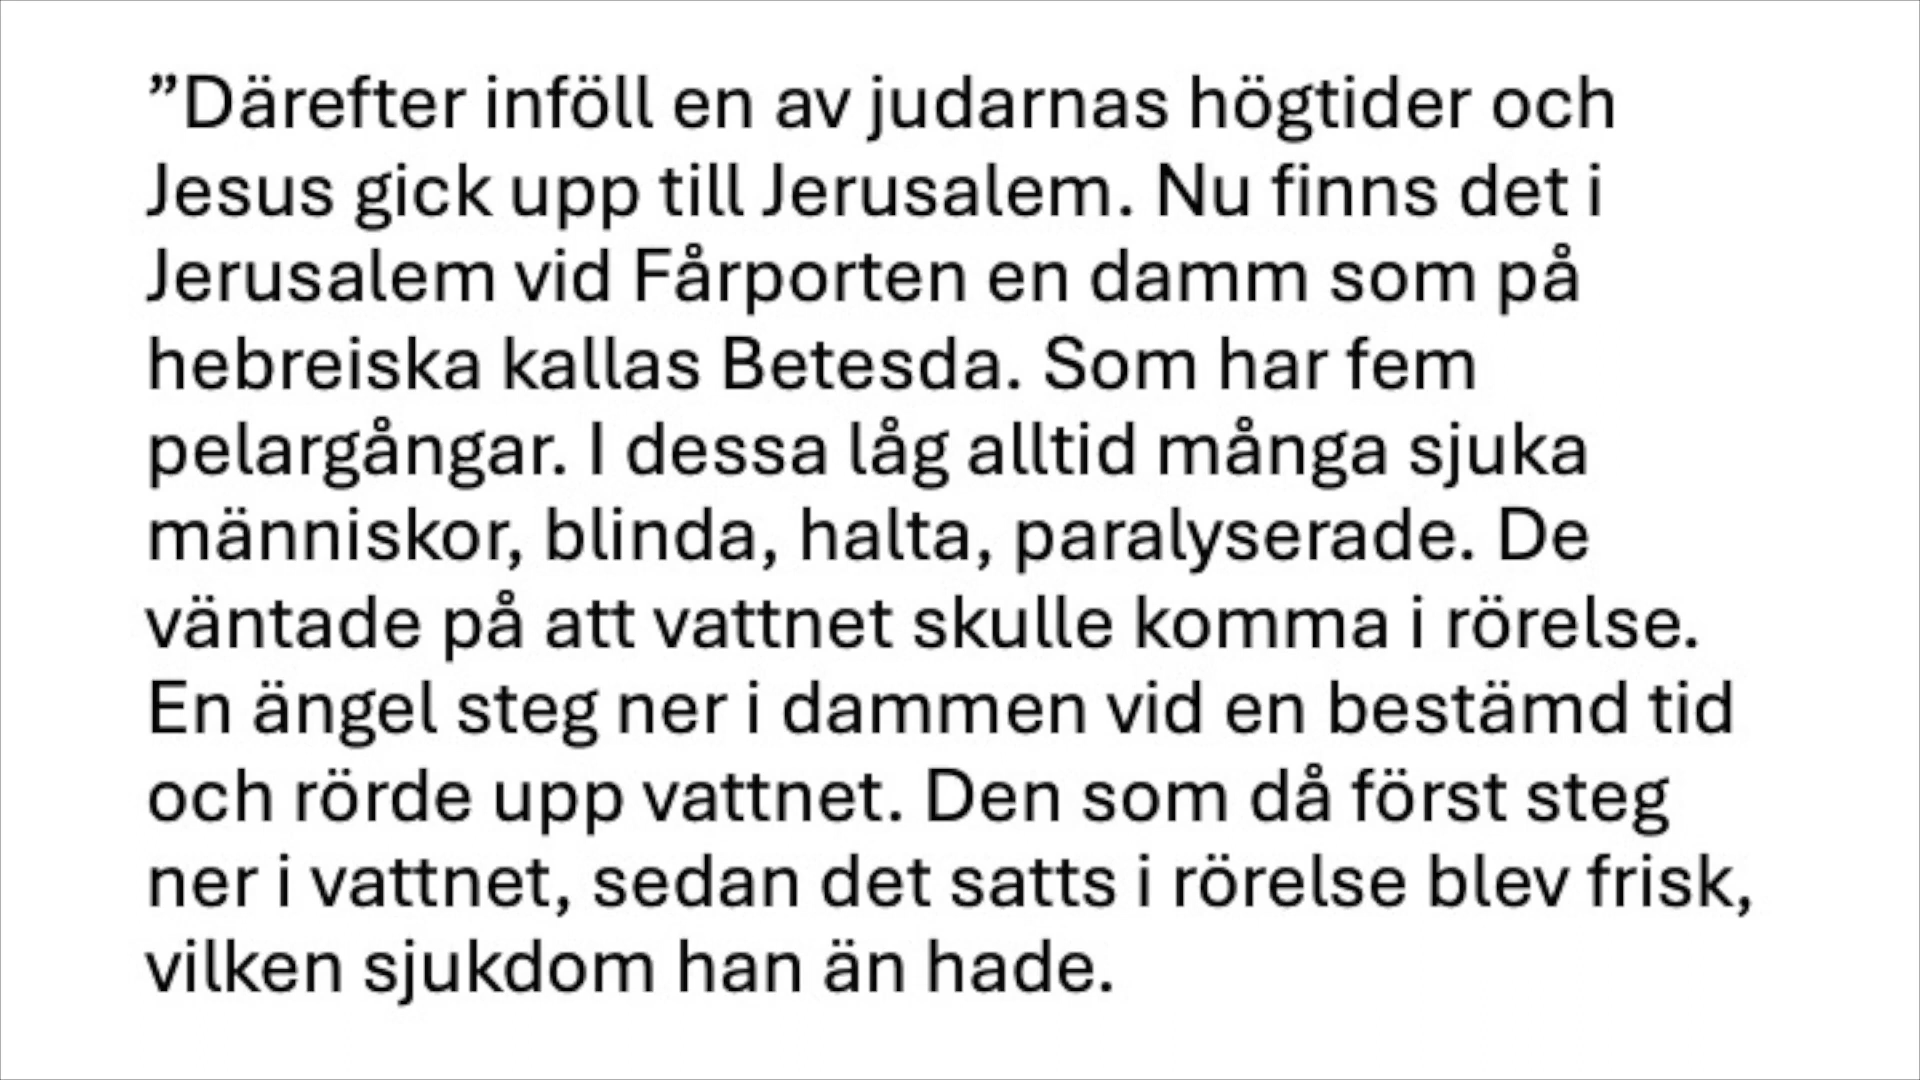 ”Därefter inföll en av judarnas högtider och
Jesus gick upp till Jerusalem. Nu finns det i
Jerusalem vid Fårporten en damm som på
hebreiska kallas Betesda. Som har fem
pelargångar. I dessa låg alltid många sjuka
människor, blinda, halta, paralyserade. De
väntade på att vattnet skulle komma i rörelse.
En ängel steg ner i dammen vid en bestämd tid
och rörde upp vattnet. Den som då först steg
ner i vattnet, sedan det satts i rörelse blev frisk,
vilken sjukdom han än hade.